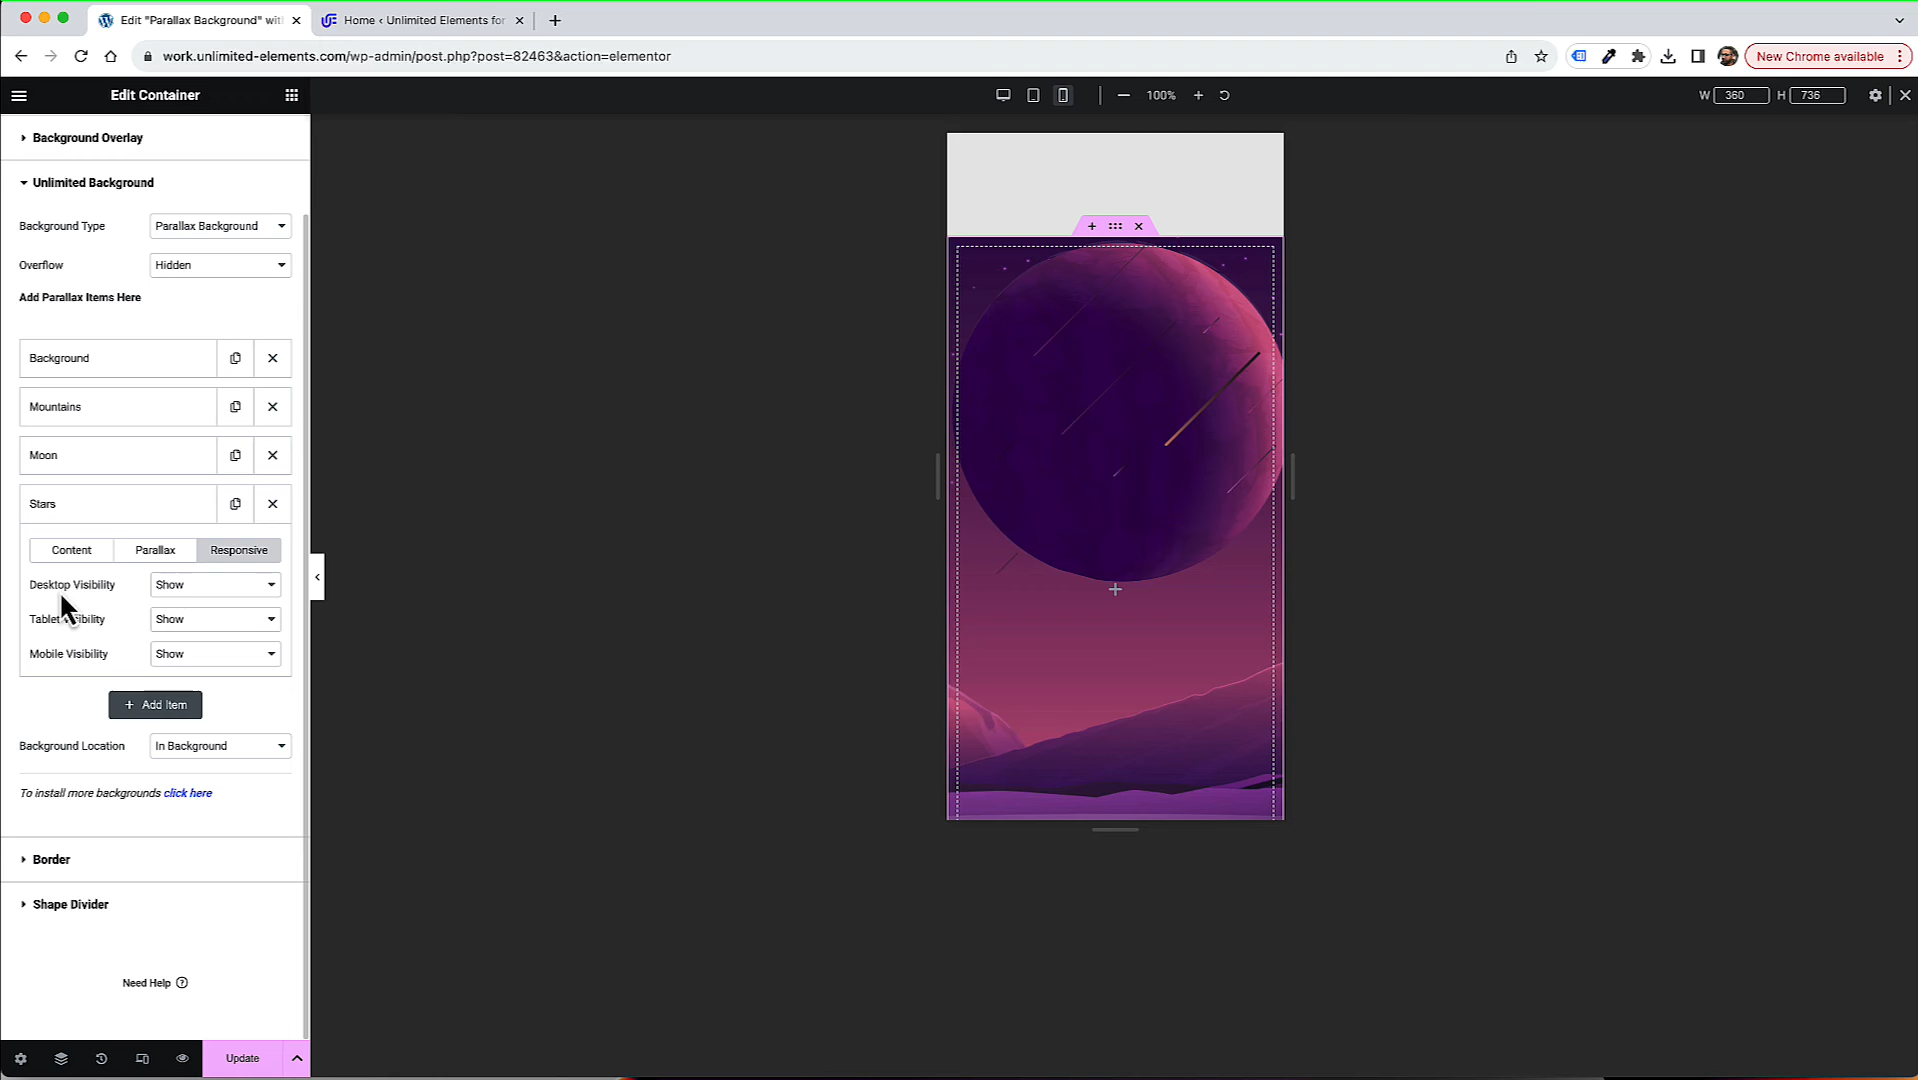 Edit "Parallax Background" wit
Home ‹ Unlimited Elements for
work.unlimited-elements.com/wp-admin/post.php?post=82463&action=elementor
New Chrome available
Edit Container
100%
W 360 H 736
Background Overlay
Unlimited Background
Background Type Parallax Background
Overflow Hidden
Add Parallax Items Here
Background
Mountains
Moon
Stars
Content Parallax Responsive
Desktop Visibility Show
Tablet Visibility Show
Mobile Visibility Show
+ Add Item
Background Location In Background
To install more backgrounds click here
Border
Shape Divider
Need Help
Update